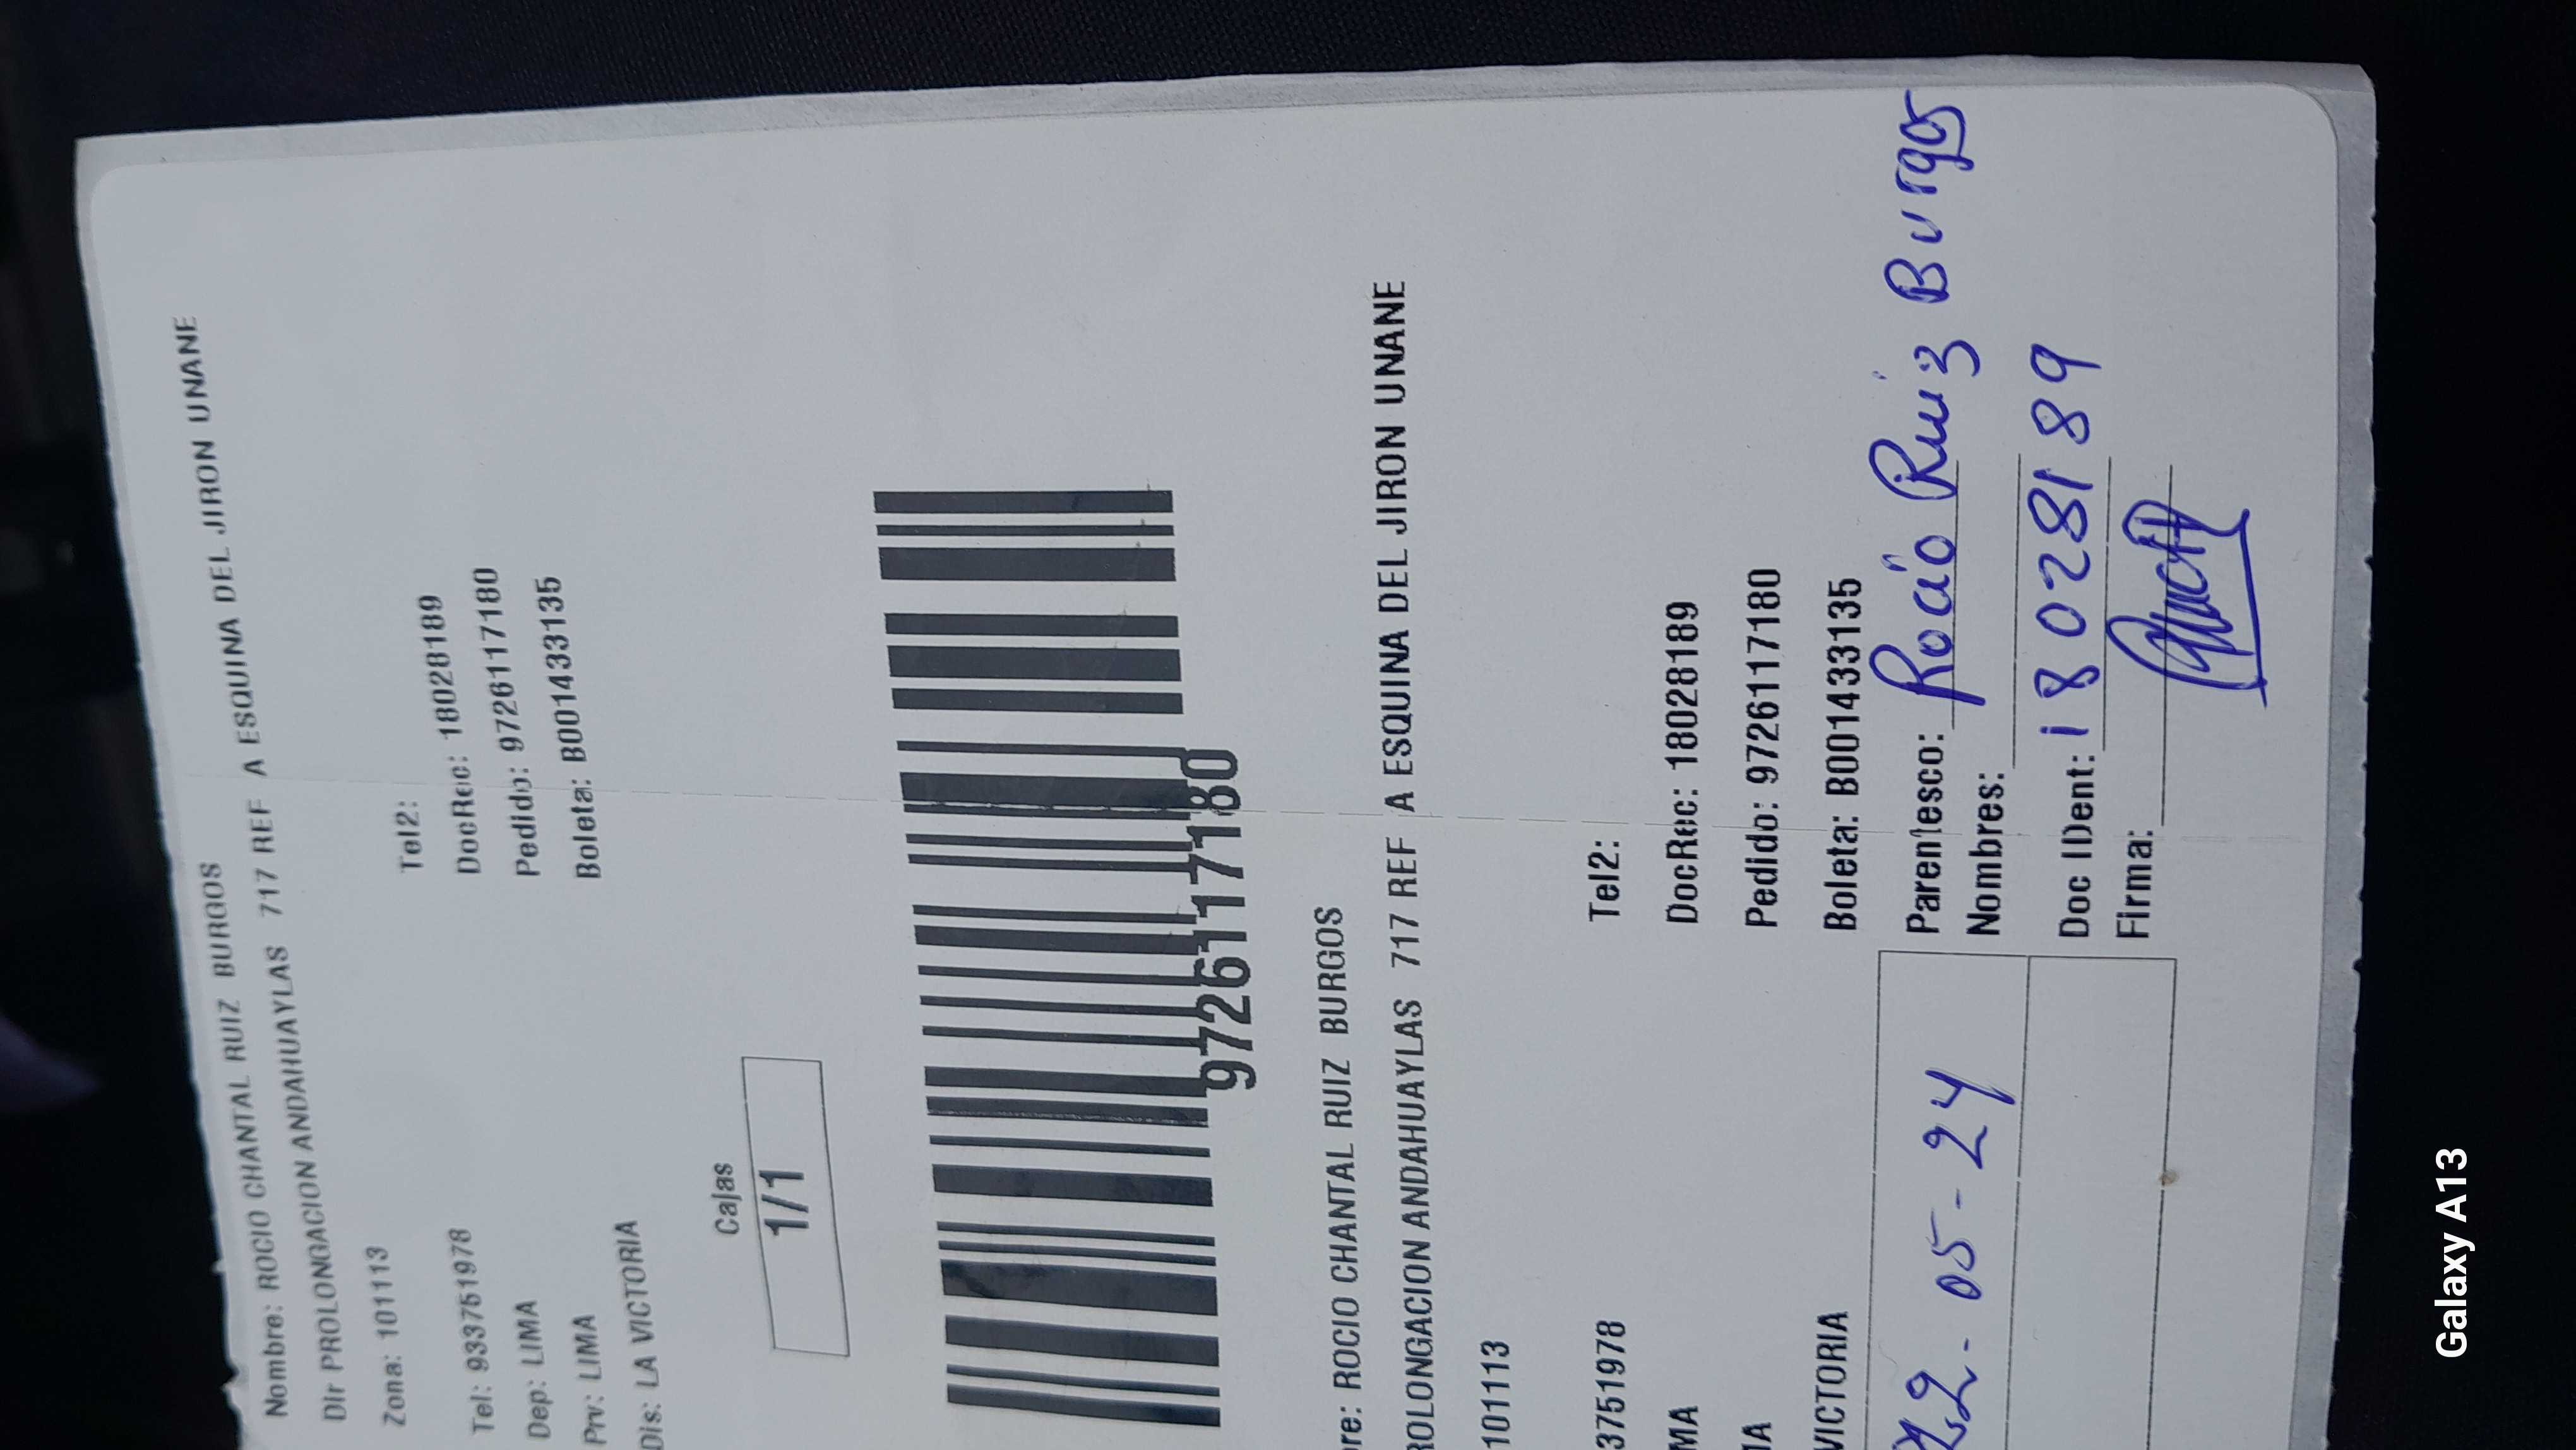 Nombre: ROCIO CHANTAL RUIZ BURGOS
Dir PROLONGACION ANDAHUAYLAS 717 REF A ESQUINA DEL JIRON UNANE
Zona: 101113
Tel: 933751978 Tel2:
Dep: LIMA DocRec: 18028189
Prv: LIMA Pedido: 9726117180
Dis: LA VICTORIA Boleta: B001433135
Cajas
1/1
9726117180
re: ROCIO CHANTAL RUIZ BURGOS
ROLONGACION ANDAHUAYLAS 717 REF A ESQUINA DEL JIRON UNANE
101113
3751978 Tel2:
MA DocRec: 18028189
IA Pedido: 9726117180
VICTORIA Boleta: B001433135
Parentesco: Rocío Ruiz Burgos
Nombres:
22-05-24
Doc IDent: 18028189
Firma:
Galaxy A13